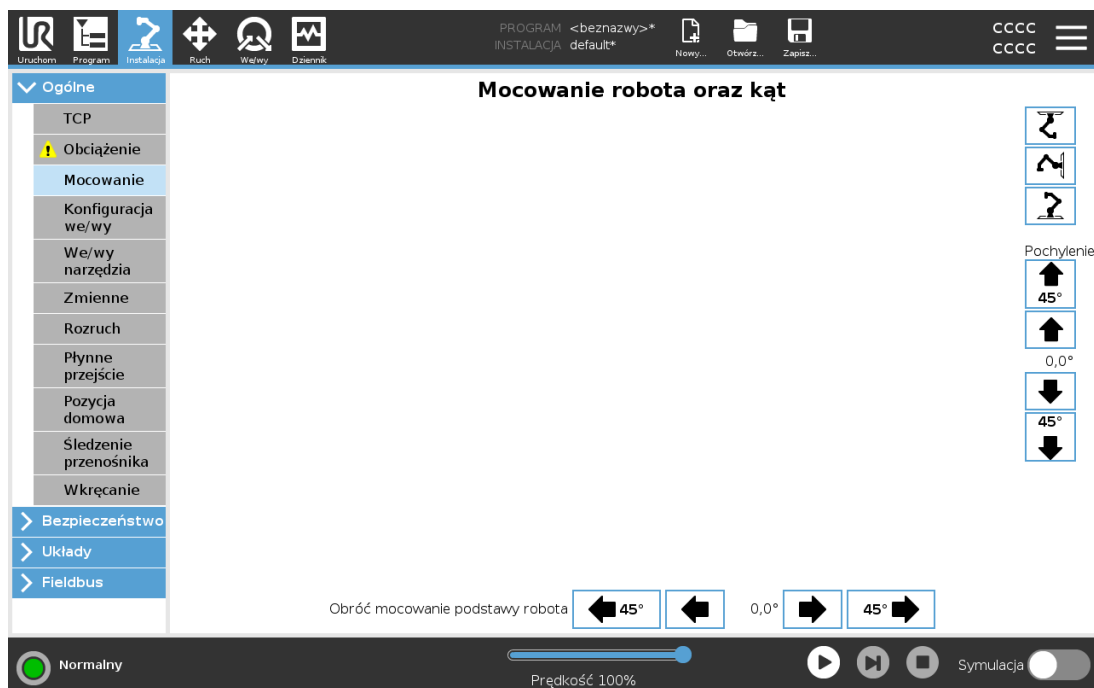 PROGRAM <beznazwy>*
INSTALACJA default*
Uruchom
Program
Instalacja
Ruch
We/wy
Dziennik
Nowy...
Otwórz...
Zapisz...
CCCC
CCCC
Ogólne
TCP
Obciążenie
Mocowanie
Konfiguracja
we/wy
We/wy
narzędzia
Zmienne
Rozruch
Płynne
przejście
Pozycja
domowa
Śledzenie
przenośnika
Wkręcanie
Bezpieczeństwo
Układy
Fieldbus
Mocowanie robota oraz kąt
Pochylenie
45°
0,0°
45°
Obróć mocowanie podstawy robota
45°
0,0°
45°
Normalny
Prędkość 100%
Symulacja